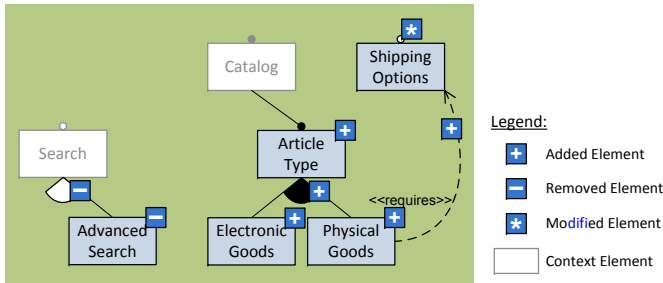 Catalog
Shipping
Options
Search
Article
Type
<<requires>>
Advanced
Search
Electronic
Goods
Physical
Goods
Legend:
Added Element
Removed Element
Modified Element
Context Element